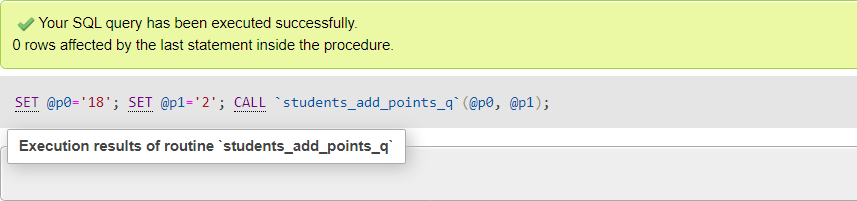 Your SQL query has been executed successfully.
0 rows affected by the last statement inside the procedure.
SET @p0='18'; SET @p1='2'; CALL `students_add_points_q`(@p0, @p1);
Execution results of routine `students_add_points_q`